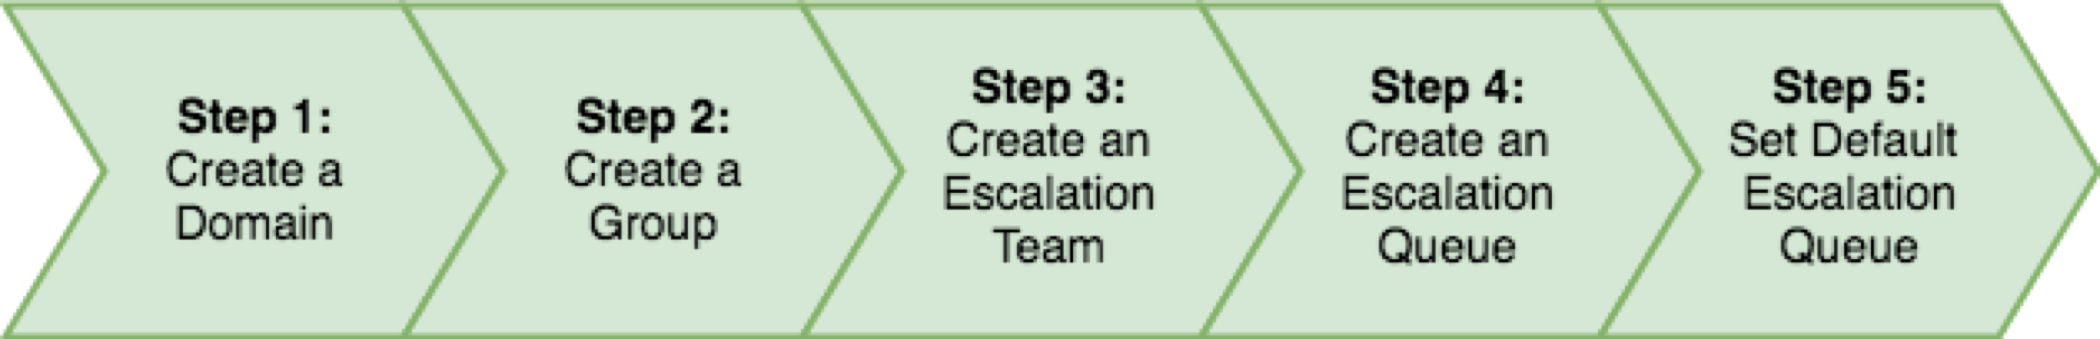 Step 1:
Create a
Domain
Step 2:
Create a
Group
Step 3:
Create an
Escalation
Team
Step 4:
Create an
Escalation
Queue
Step 5:
Set Default
Escalation
Queue